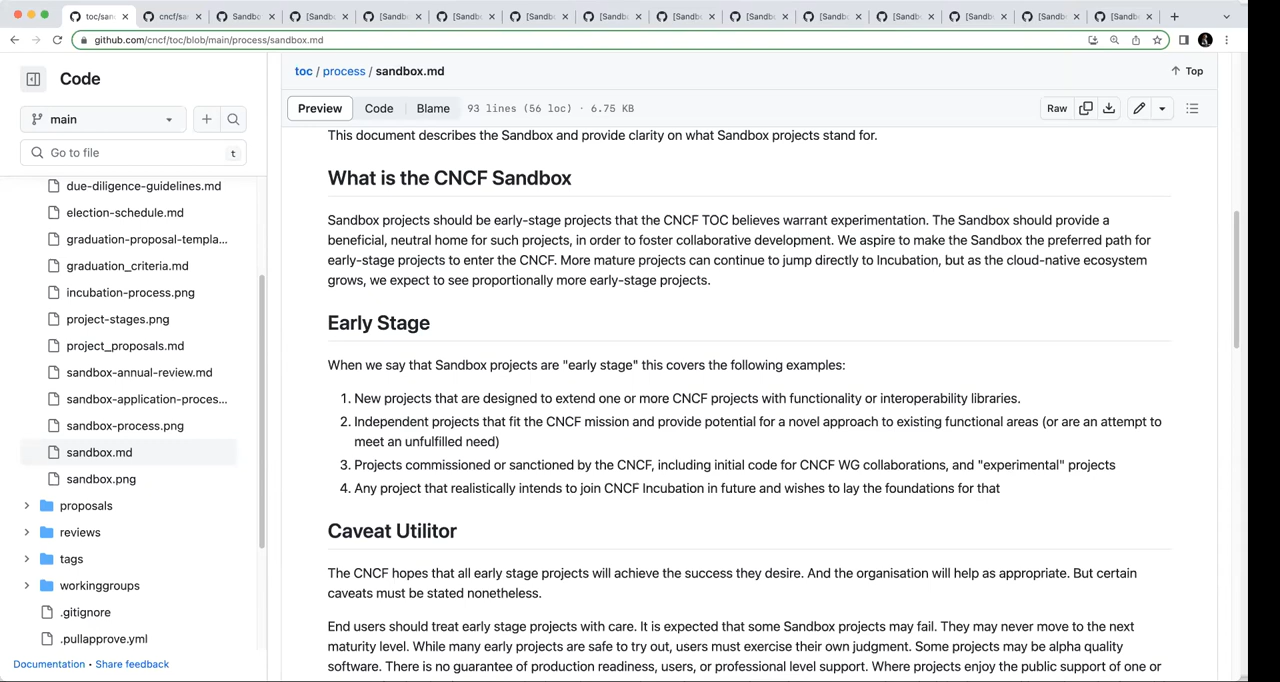 toc/san
cncf/sa
Sandbo
[Sandb
[Sandb
[Sandb
[Sandb
[Sandb
[Sandb
[Sandb
[Sandb
[Sandb
[Sandb
[Sandb
[Sandb
github.com/cncf/toc/blob/main/process/sandbox.md
Code
main
Go to file
t
due-diligence-guidelines.md
election-schedule.md
graduation-proposal-templa...
graduation_criteria.md
incubation-process.png
project-stages.png
project_proposals.md
sandbox-annual-review.md
sandbox-application-proces...
sandbox-process.png
sandbox.md
sandbox.png
proposals
reviews
tags
workinggroups
.gitignore
.pullapprove.yml
Documentation • Share feedback
toc / process / sandbox.md
Top
Preview Code Blame 93 lines (56 loc) · 6.75 KB
Raw
This document describes the Sandbox and provide clarity on what Sandbox projects stand for.
What is the CNCF Sandbox
Sandbox projects should be early-stage projects that the CNCF TOC believes warrant experimentation. The Sandbox should provide a
beneficial, neutral home for such projects, in order to foster collaborative development. We aspire to make the Sandbox the preferred path for
early-stage projects to enter the CNCF. More mature projects can continue to jump directly to Incubation, but as the cloud-native ecosystem
grows, we expect to see proportionally more early-stage projects.
Early Stage
When we say that Sandbox projects are "early stage" this covers the following examples:
1. New projects that are designed to extend one or more CNCF projects with functionality or interoperability libraries.
2. Independent projects that fit the CNCF mission and provide potential for a novel approach to existing functional areas (or are an attempt to
meet an unfulfilled need)
3. Projects commissioned or sanctioned by the CNCF, including initial code for CNCF WG collaborations, and "experimental" projects
4. Any project that realistically intends to join CNCF Incubation in future and wishes to lay the foundations for that
Caveat Utilitor
The CNCF hopes that all early stage projects will achieve the success they desire. And the organisation will help as appropriate. But certain
caveats must be stated nonetheless.
End users should treat early stage projects with care. It is expected that some Sandbox projects may fail. They may never move to the next
maturity level. While many early projects are safe to try out, users must exercise their own judgment. Some projects may be alpha quality
software. There is no guarantee of production readiness, users, or professional level support. Where projects enjoy the public support of one or